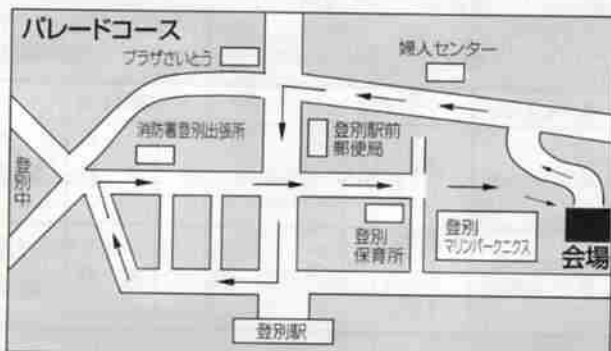 パレードコース
プラザさいとう
婦人センター
消防署登別出張所
登別駅前
郵便局
登別中
登別
保育所
登別
マリンパークニクス
会場
登別駅